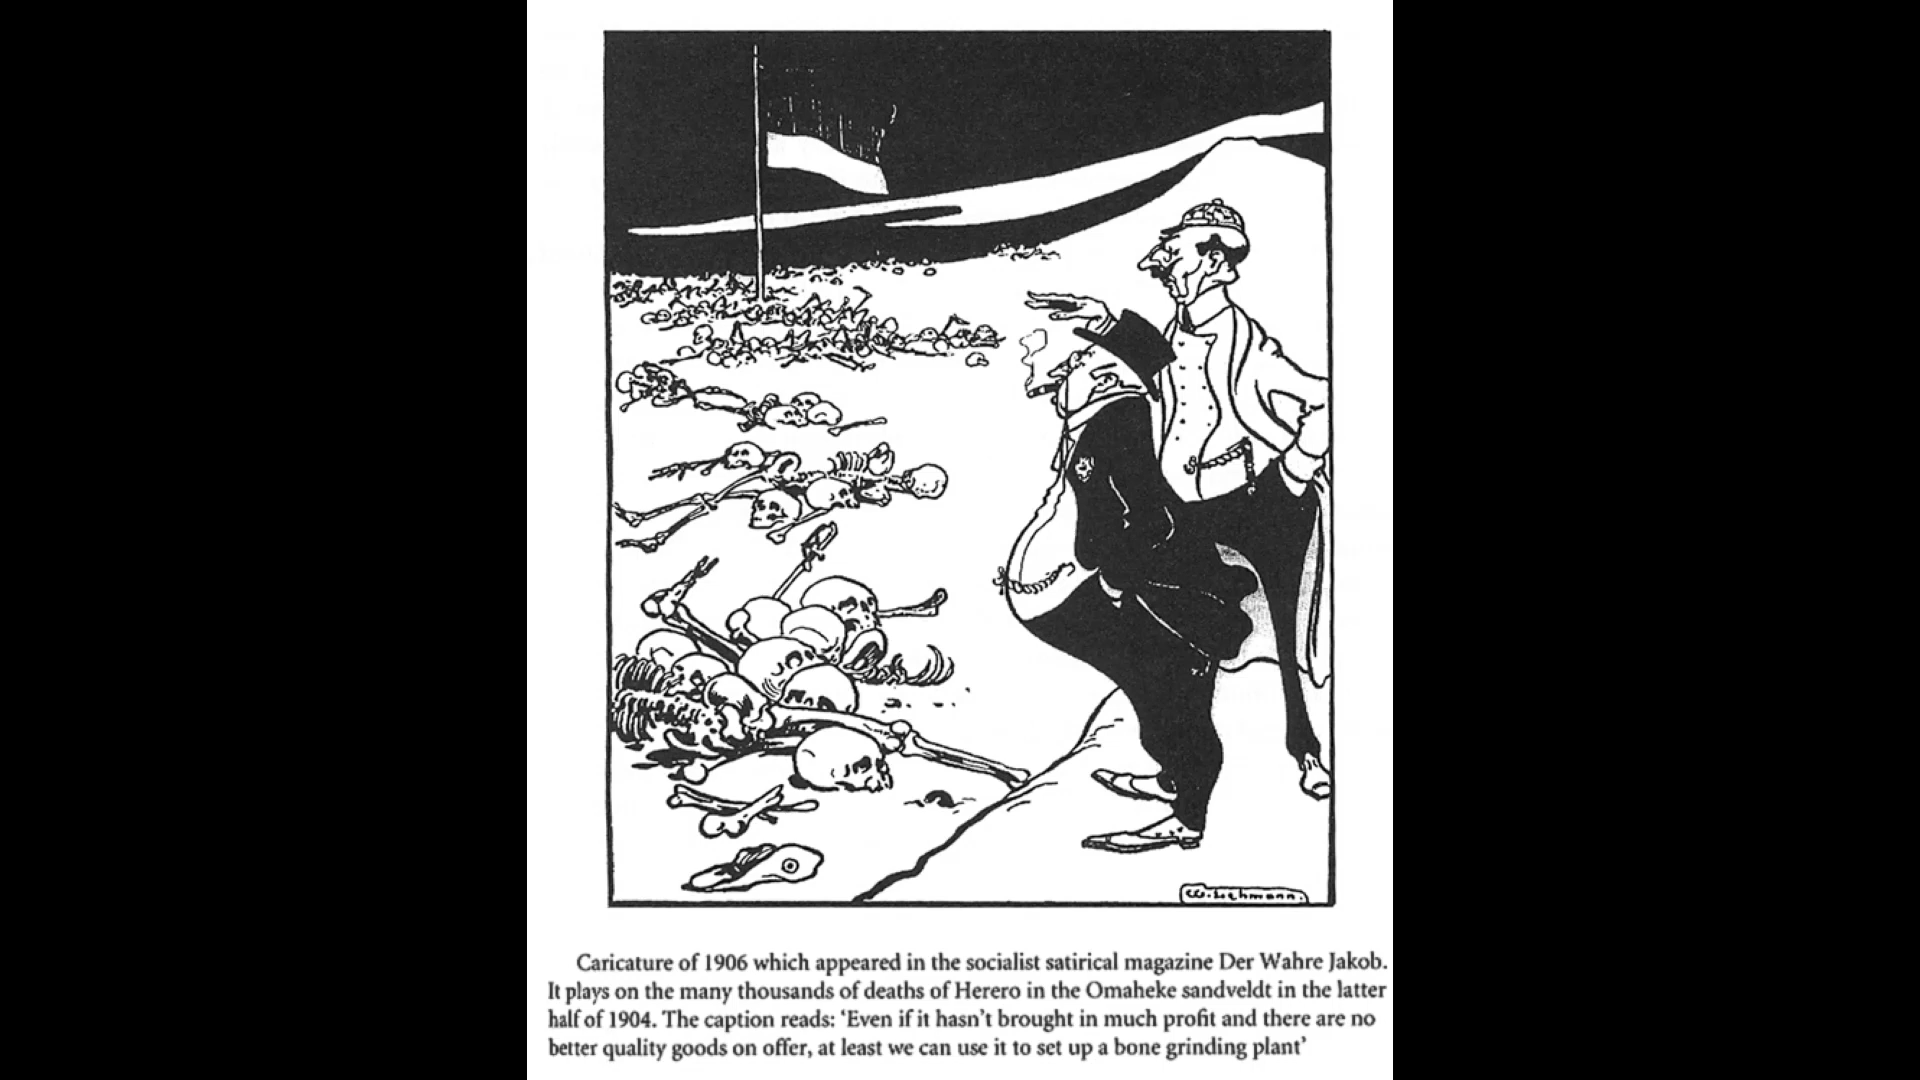 W. Lehmann.
Caricature of 1906 which appeared in the socialist satirical magazine Der Wahre Jakob.
It plays on the many thousands of deaths of Herero in the Omaheke sandveldt in the latter
half of 1904. The caption reads: ‘Even if it hasn’t brought in much profit and there are no
better quality goods on offer, at least we can use it to set up a bone grinding plant’